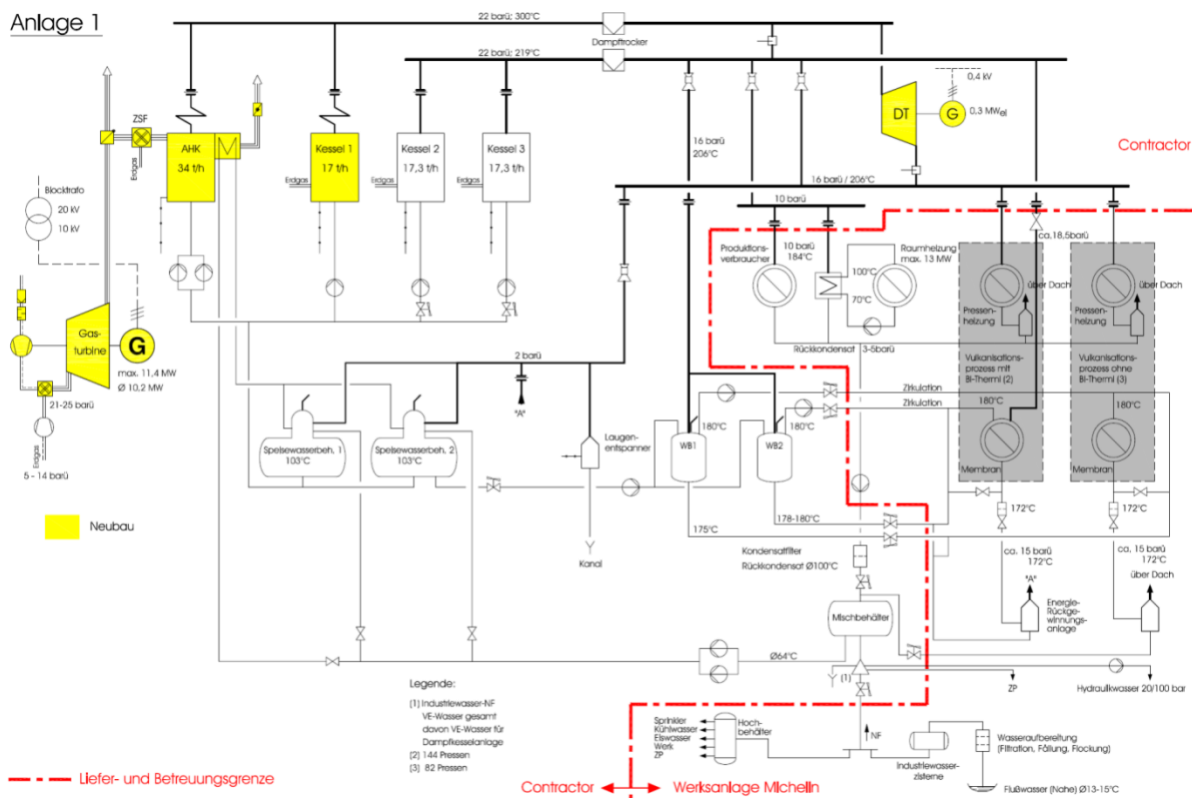 Anlage 1
22 barü; 300°C
Dampftrockner
22 barü; 219°C
0,4 kV
DT
G
0,3 MWel
ZSF
Erdgas
AHK
34 t/h
Kessel 1
17 t/h
Kessel 2
17,3 t/h
Kessel 3
17,3 t/h
Erdgas
Erdgas
Erdgas
16 barü
206°C
Contractor
16 barü / 206°C
Blocktrafo
20 kV
10 kV
10 barü
ca.18,5barü
Produktions-
verbraucher
10 barü
184°C
Raumheizung
max. 13 MW
100°C
70°C
über Dach
über Dach
Pressen-
heizung
Pressen-
heizung
Gas-
turbine
G
max. 11,4 MW
Ø 10,2 MW
2 barü
Rückkondensat 3-5barü
Vulkanisations-
prozess mit
BI-Therml (2)
Vulkanisations-
prozess ohne
BI-Therml (3)
21-25 barü
"A"
Zirkulation
Zirkulation
180°C
180°C
180°C
180°C
Erdgas
5 - 14 barü
Speisewasserbeh. 1
103°C
Speisewasserbeh. 2
103°C
Laugen-
entspanner
WB1
WB2
Membran
Membran
Neubau
172°C
172°C
178-180°C
175°C
Kanal
Kondensatfilter
Rückkondensat Ø100°C
ca. 15 barü
172°C
ca. 15 barü
172°C
"A"
über Dach
Energie-
Rückge-
winnungs-
anlage
Mischbehälter
Ø64°C
(1)
ZP
Hydraulkwasser 20/100 bar
Legende:
(1) Industriewasser-NF
VE-Wasser gesamt
davon VE-Wasser für
Dampfkesselanlage
(2) 144 Pressen
(3) 82 Pressen
Sprinkler
Kühlwasser
Eiswasser
Werk
ZP
Hoch-
behälter
NF
Industriewasser-
zisterne
Wasseraufbereitung
(Filtration, Fällung, Flockung)
Flußwasser (Nahe) Ø13-15°C
Liefer- und Betreuungsgrenze
Contractor
Werksanlage Michelin